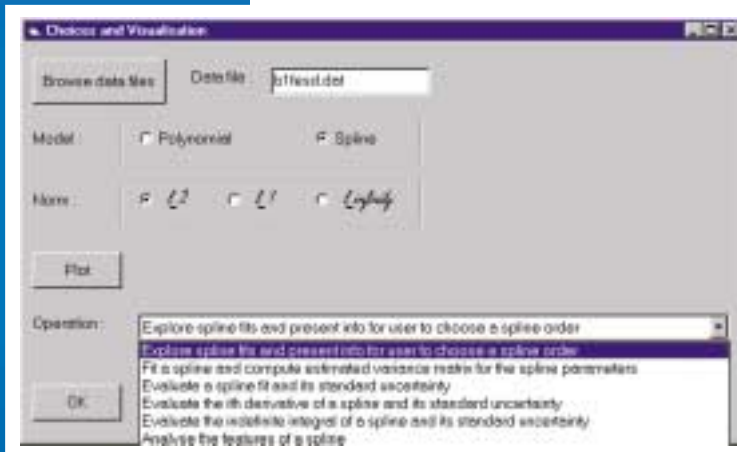 Choices and Visualisation
Browse data files
Data file :
Model :
Polynomial
Spline
Norm :
L2
L1
Linfinity
Plot
Operation :
Explore spline fits and present info for user to choose a spline order
Explore spline fits and present info for user to choose a spline order
Fit a spline and compute estimated variance matrix for the spline parameters
Evaluate a spline fit and its standard uncertainty
Evaluate the ith derivative of a spline and its standard uncertainty
Evaluate the indefinite integral of a spline and its standard uncertainty
OK
Analyse the features of a spline